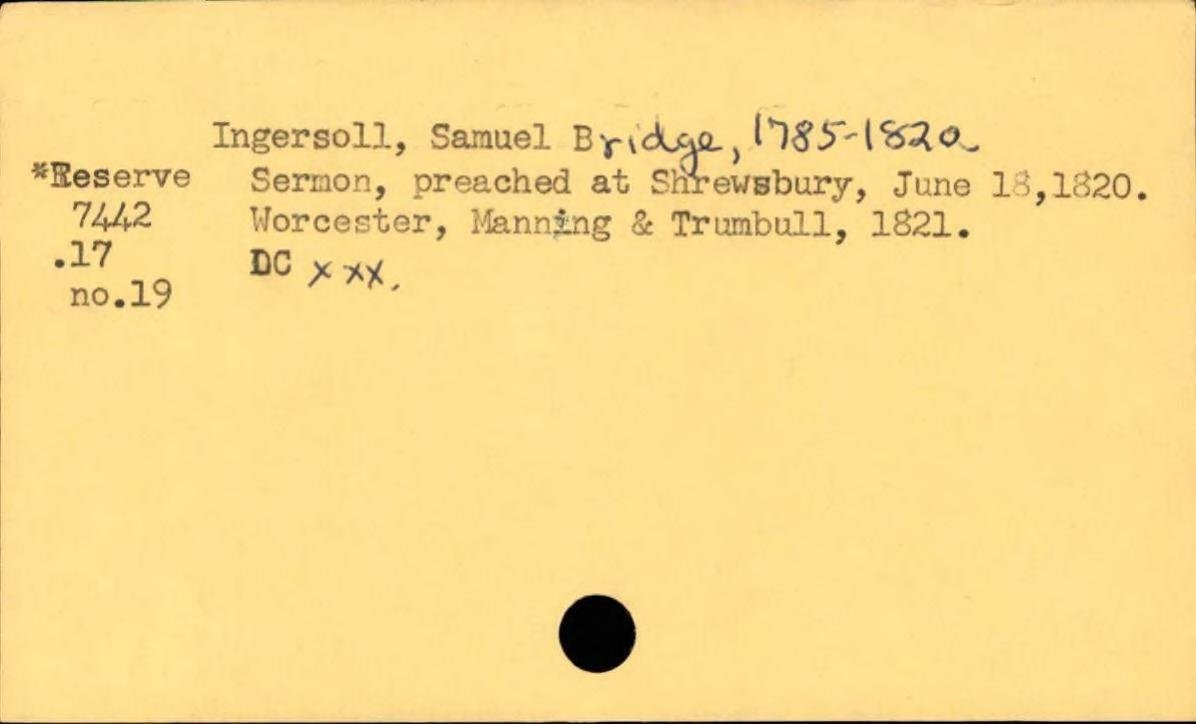 Ingersoll, Samuel Bridge, 1785-1820
*Reserve Sermon, preached at Shrewsbury, June 18,1820.
7442 Worcester, Manning & Trumbull, 1821.
.17 DC xxx.
no.19